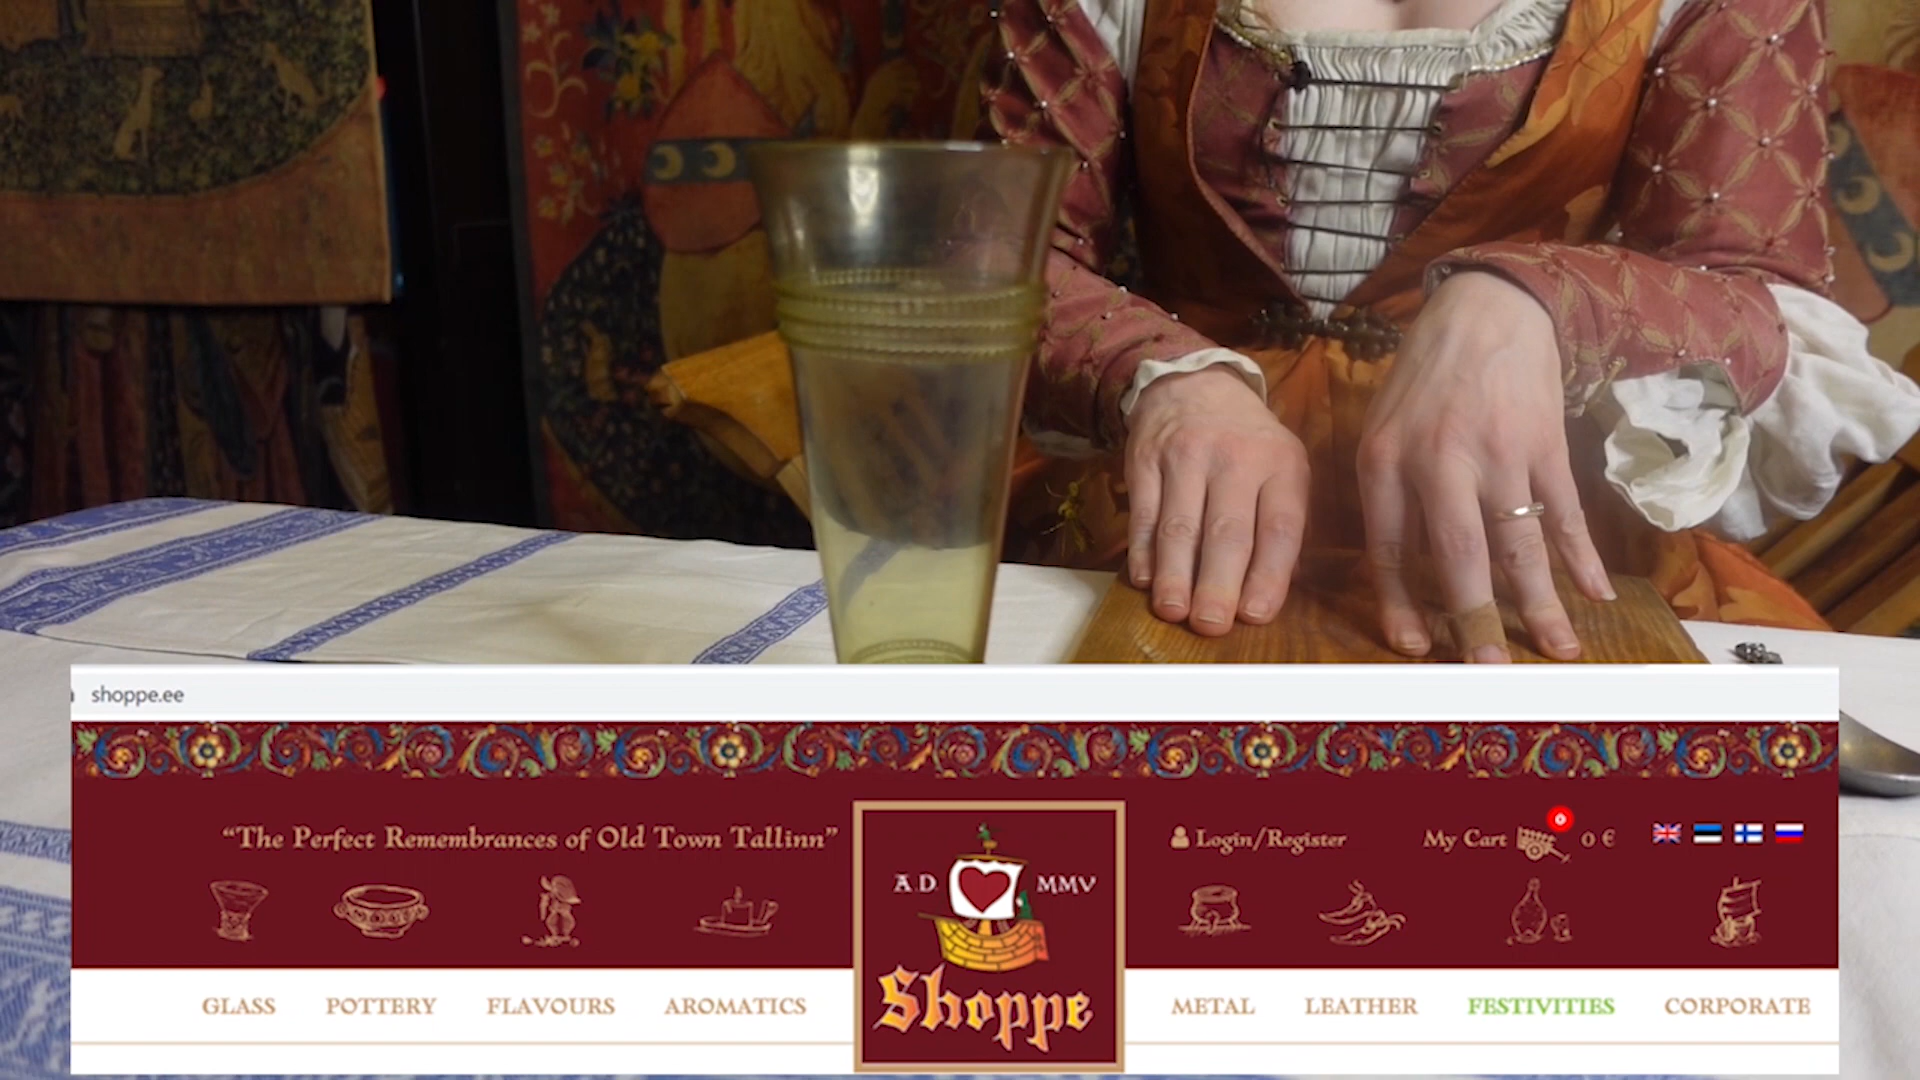 shoppe.ee
“The Perfect Remembrances of Old Town Tallinn”
Login/Register
My Cart
0
0 €
A D
MMV
Shoppe
GLASS
POTTERY
FLAVOURS
AROMATICS
METAL
LEATHER
FESTIVITIES
CORPORATE